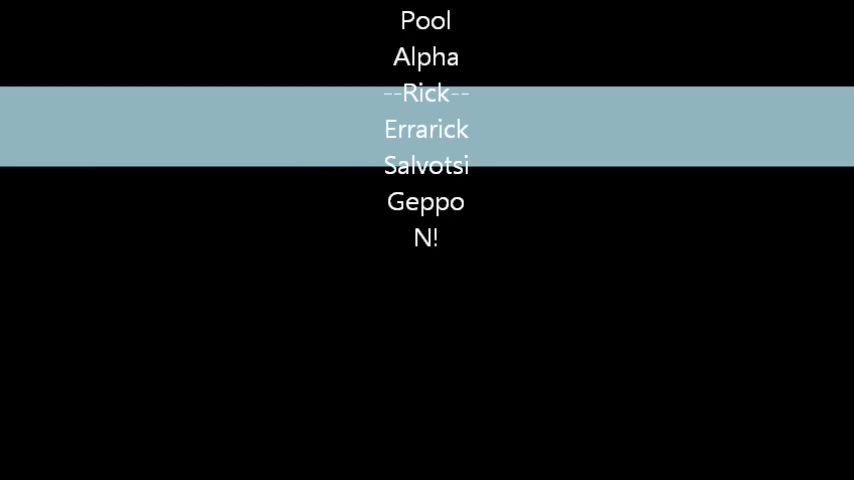 Pool
Alpha
--Rick--
Errarick
Salvotsi
Geppo
N!